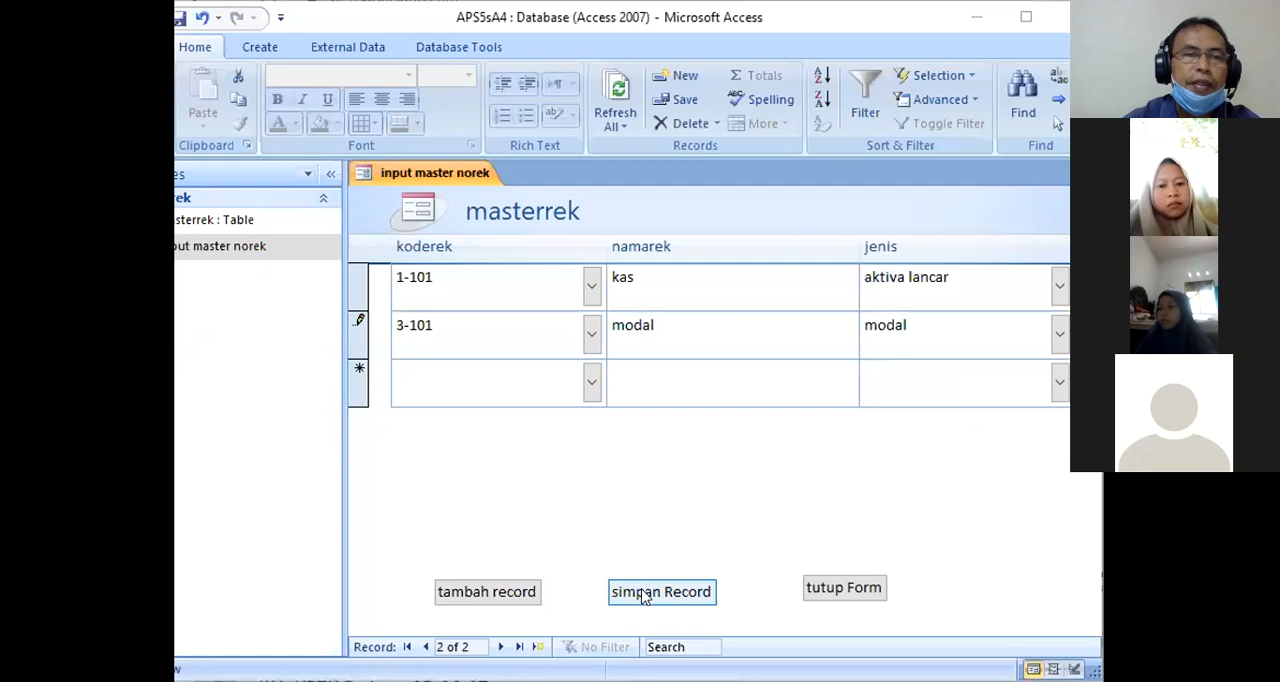 APS5sA4 : Database (Access 2007) - Microsoft Access
Home Create External Data Database Tools
Paste
Clipboard
B I U
Font
Rich Text
Refresh All
New
Save
Delete
Totals
Spelling
More
Records
Filter
Selection
Advanced
Toggle Filter
Sort & Filter
Find
Find
es
rek
sterrek : Table
put master norek
input master norek
masterrek
koderek namarek jenis
1-101 kas aktiva lancar
3-101 modal modal
tambah record simpan Record tutup Form
Record: 2 of 2 No Filter Search